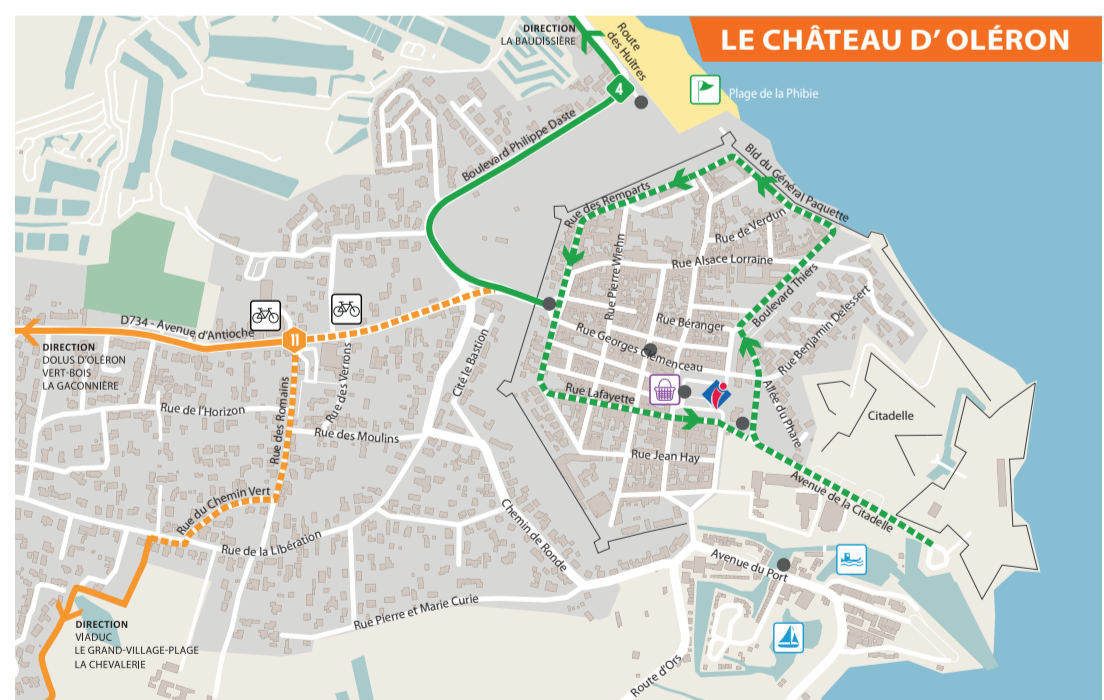 LE CHÂTEAU D' OLÉRON
DIRECTION
LA BAUDISSIÈRE
Route
des Huîtres
4
Plage de la Phibie
Boulevard Philippe Daste
Bld du Général Paquette
Rue des Remparts
Rue de Verdun
Rue Pierre Wiehn
Rue Alsace Lorraine
Boulevard Thiers
Rue Benjamin Delessert
Rue Béranger
Rue Georges Clemenceau
D734 - Avenue d'Antioche
11
DIRECTION
DOLUS D'OLÉRON
VERT-BOIS
LA GACONNIÈRE
Cité le Bastion
Rue des Verrons
Rue des Romains
Rue Lafayette
Allée du Phare
Citadelle
Rue de l'Horizon
Rue des Moulins
Rue Jean Hay
Avenue de la Citadelle
Rue du Chemin Vert
Rue de la Libération
Chemin de Ronde
Avenue du Port
Rue Pierre et Marie Curie
DIRECTION
VIADUC
LE GRAND-VILLAGE-PLAGE
LA CHEVALERIE
Route d'Ors